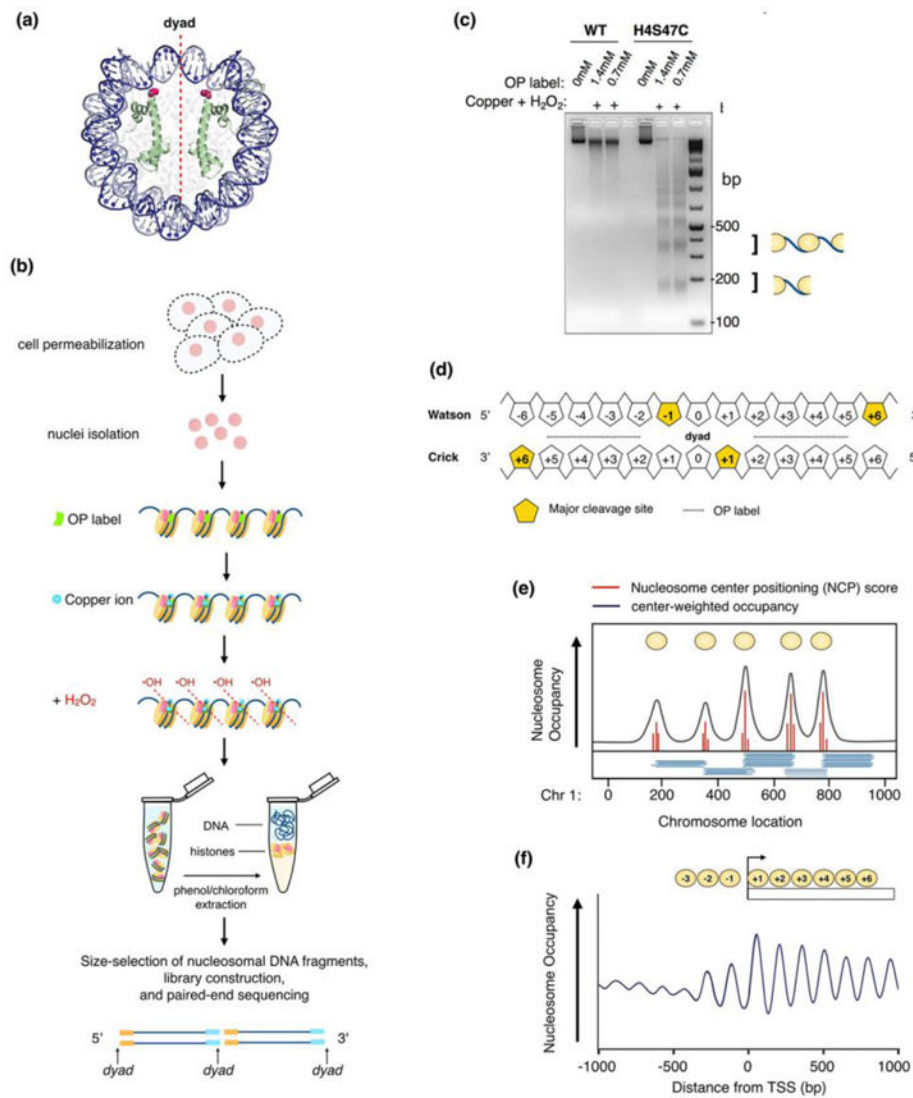 (a)
dyad
(b)
cell permeabilization
nuclei isolation
OP label
Copper ion
•OH •OH •OH •OH
+ H₂O₂
DNA
histones
phenol/chloroform
extraction
Size-selection of nucleosomal DNA fragments,
library construction,
and paired-end sequencing
5' 3'
dyad dyad dyad
(c)
WT H4S47C
OP label: 0mM 1.4mM 0.7mM 0mM 1.4mM 0.7mM
Copper + H₂O₂: + + + +
bp
-500
-200
-100
(d)
Watson 5' -6 -5 -4 -3 -2 -1 0 +1 +2 +3 +4 +5 +6 3'
dyad
Crick 3' +6 +5 +4 +3 +2 +1 0 +1 +2 +3 +4 +5 +6 5'
Major cleavage site OP label
(e)
Nucleosome center positioning (NCP) score
center-weighted occupancy
Nucleosome
Occupancy
Chr 1: 0 200 400 600 800 1000
Chromosome location
(f)
-3 -2 -1 +1 +2 +3 +4 +5 +6
Nucleosome Occupancy
-1000 -500 0 500 1000
Distance from TSS (bp)